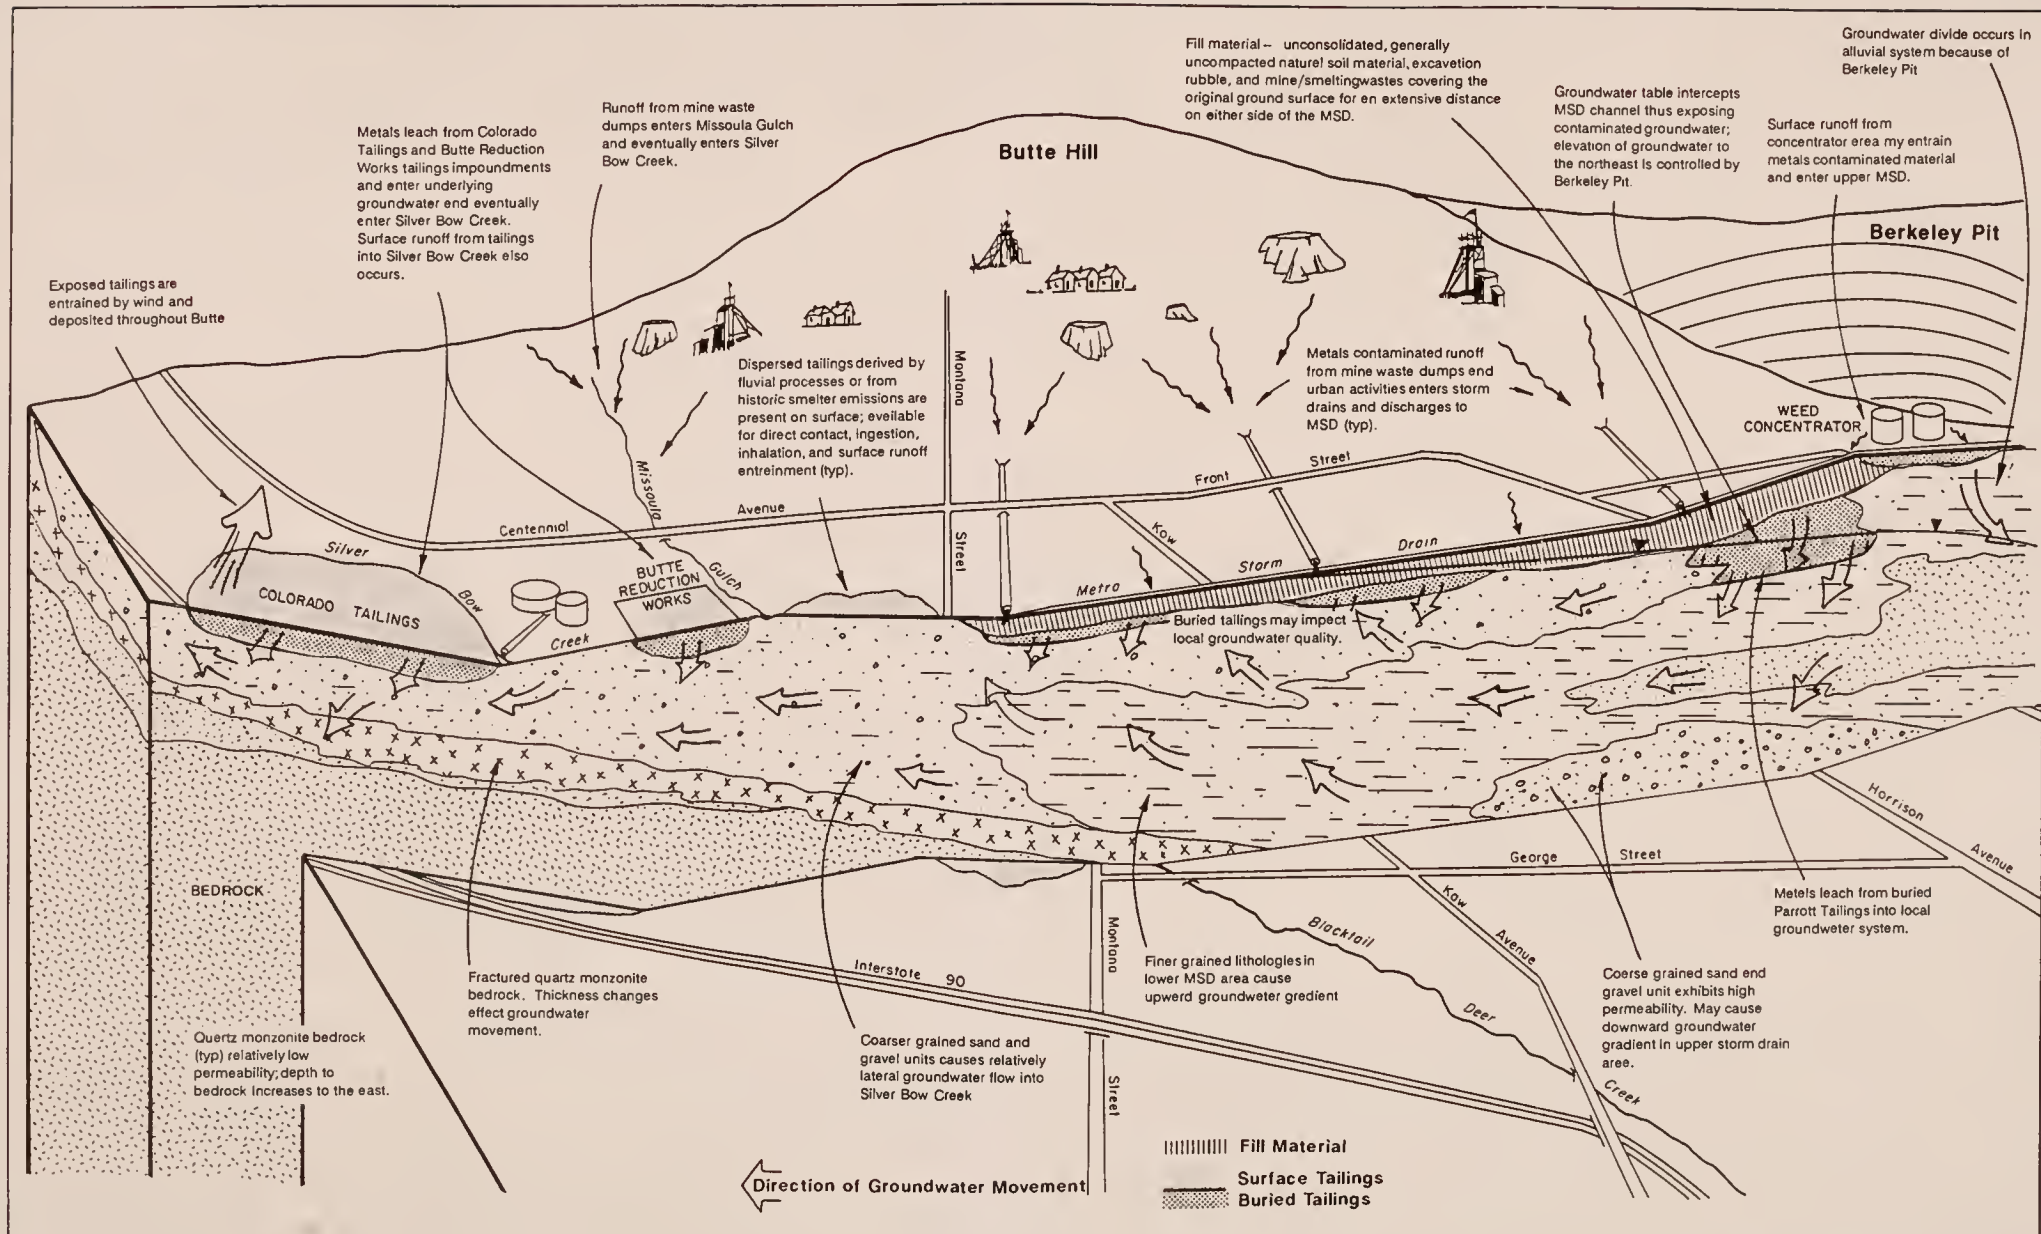 Groundwater divide occurs in
alluvial system because of
Berkeley Pit
Fill material -- unconsolidated, generally
uncompacted naturel soil material, excavetion
rubble, and mine/smeltingwastes covering the
original ground surface for en extensive distance
on either side of the MSD.
Groundwater table intercepts
MSD channel thus exposing
contaminated groundwater;
elevation of groundwater to
the northeast is controlled by
Berkeley Pit.
Surface runoff from
concentrator erea my entrain
metals contaminated material
and enter upper MSD.
Runoff from mine waste
dumps enters Missoula Gulch
and eventually enters Silver
Bow Creek.
Metals leach from Colorado
Tailings and Butte Reduction
Works tailings impoundments
and enter underlying
groundwater end eventually
enter Silver Bow Creek.
Surface runoff from tailings
into Silver Bow Creek elso
occurs.
Butte Hill
Berkeley Pit
Exposed tailings are
entrained by wind and
deposited throughout Butte
Dispersed tailings derived by
fluvial processes or from
historic smelter emissions are
present on surface; eveilable
for direct contact, ingestion,
inhalation, and surface runoff
entreinment (typ).
Montana
Street
Metals contaminated runoff
from mine waste dumps end
urban activities enters storm
drains and discharges to
MSD (typ).
WEED
CONCENTRATOR
Missoula
Gulch
Centennial
Avenue
Front
Street
Kaw
Silver
Bow
Creek
COLORADO TAILINGS
BUTTE
REDUCTION
WORKS
Metro
Storm
Drain
Buried tallings may impect
local groundwater quality.
BEDROCK
George
Street
Horrison
Avenue
Kaw
Avenue
Montana
Street
Blacktail
Deer
Creek
Interstate
90
Metels leach from buried
Parrott Tailings into local
groundweter system.
Fractured quartz monzonite
bedrock. Thickness changes
effect groundwater
movement.
Finer grained lithologles in
lower MSD area cause
upwerd groundweter gredient
Coerse grained sand end
gravel unit exhibits high
permeability. May cause
downward groundwater
gradient in upper storm drain
area.
Quertz monzonite bedrock
(typ) relatively low
permeability; depth to
bedrock Increases to the east.
Coarser grained sand and
gravel units causes relatively
lateral groundwater flow into
Silver Bow Creek
Fill Material
Surface Tailings
Buried Tailings
Direction of Groundwater Movement